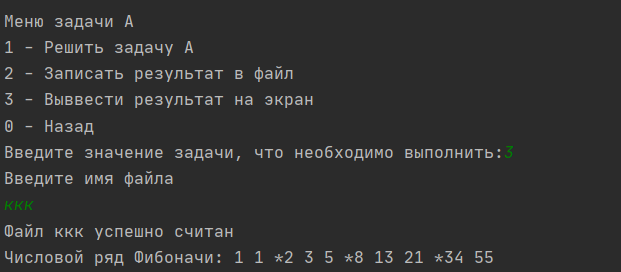 Меню задачи А
1 - Решить задачу А
2 - Записать результат в файл
3 - Выввести результат на экран
0 - Назад
Введите значение задачи, что необходимо выполнить:3
Введите имя файла
ккк
Файл ккк успешно считан
Числовой ряд Фибоначи: 1 1 *2 3 5 *8 13 21 *34 55